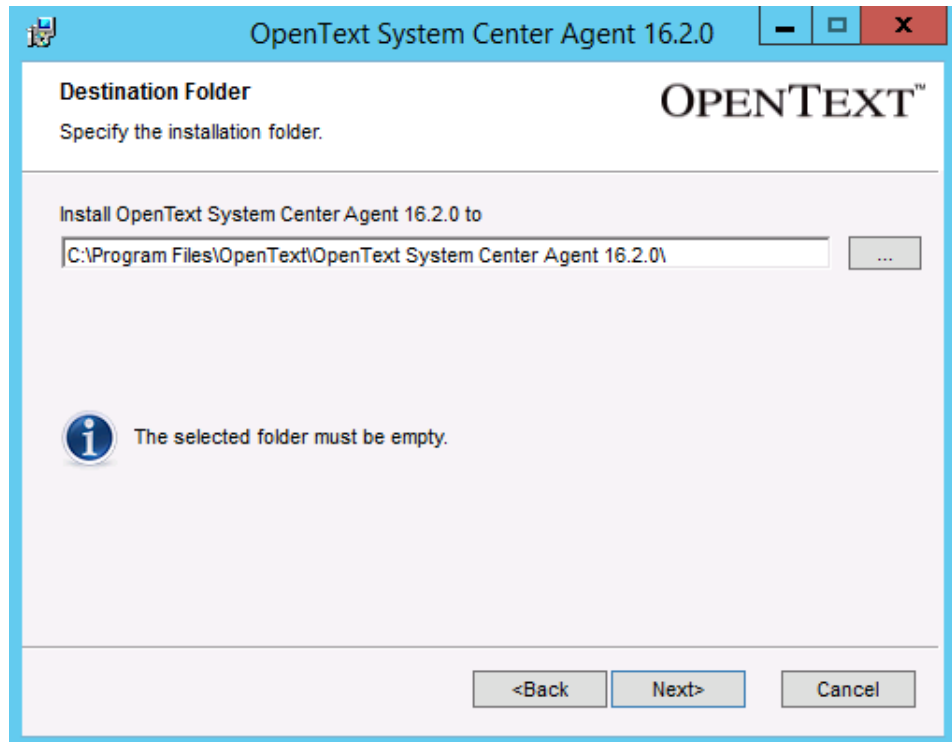 OpenText System Center Agent 16.2.0
Destination Folder
OPENTEXT™
Specify the installation folder.
Install OpenText System Center Agent 16.2.0 to
C:\Program Files\OpenText\OpenText System Center Agent 16.2.0\
...
The selected folder must be empty.
<Back
Next>
Cancel